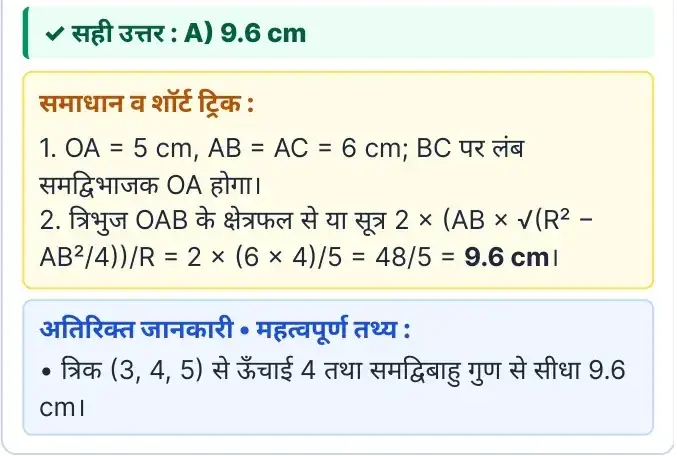 ✓ सही उत्तर : A) 9.6 cm
समाधान व शॉर्ट ट्रिक :
1. OA = 5 cm, AB = AC = 6 cm; BC पर लंब
समद्विभाजक OA होगा।
2. त्रिभुज OAB के क्षेत्रफल से या सूत्र 2 × (AB × √(R² −
AB²/4))/R = 2 × (6 × 4)/5 = 48/5 = 9.6 cm।
अतिरिक्त जानकारी • महत्वपूर्ण तथ्य :
• त्रिक (3, 4, 5) से ऊँचाई 4 तथा समद्विबाहु गुण से सीधा 9.6
cm।